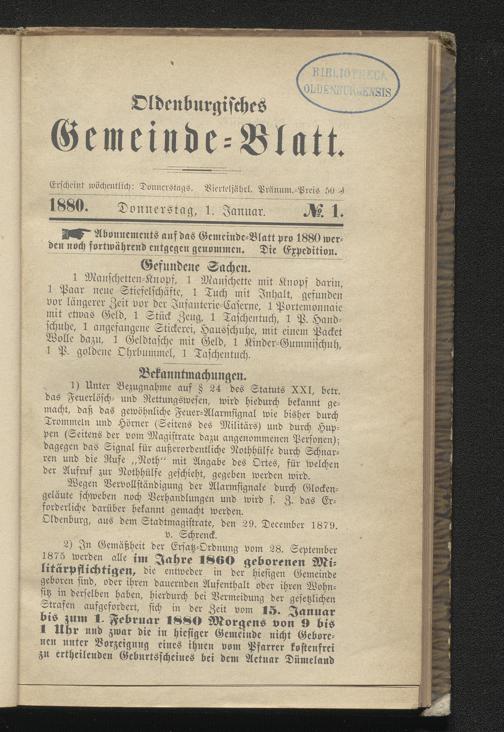 BIBLIOTHECA
OLDENBURGENSIS
Oldenburgisches
Gemeinde-Blatt.
Erscheint wöchentlich: Donnerstags. Vierteljährl. Pränum.-Preis 50 ₰
1880. Donnerstag, 1. Januar. №. 1.
☛ Abonnements auf das Gemeinde-Blatt pro 1880 wer-
den noch fortwährend entgegen genommen. Die Expedition.
Gefundene Sachen.
1 Manschetten-Knopf, 1 Manschette mit Knopf darin,
1 Paar neue Stiefelschäfte, 1 Tuch mit Inhalt, gefunden
vor längerer Zeit vor der Infanterie-Caserne, 1 Portemonnaie
mit etwas Geld, 1 Stück Zeug, 1 Taschentuch, 1 P. Hand-
schuhe, 1 angefangene Stickerei, Hausschuhe, mit einem Packet
Wolle dazu, 1 Geldtasche mit Geld, 1 Kinder-Gummischuh,
1 P. goldene Ohrbummel, 1 Taschentuch.
Bekanntmachungen.
1) Unter Bezugnahme auf § 24 des Statuts XXI, betr.
das Feuerlösch- und Rettungswesen, wird hiedurch bekannt ge-
macht, daß das gewöhnliche Feuer-Alarmsignal wie bisher durch
Trommeln und Hörner (Seitens des Militärs) und durch Hup-
pen (Seitens der vom Magistrate dazu angenommenen Personen);
dagegen das Signal für außerordentliche Nothhülfe durch Schnar-
ren und die Rufe „Noth“ mit Angabe des Ortes, für welchen
der Aufruf zur Nothhülfe geschieht, gegeben werden wird.
Wegen Vervollständigung der Alarmsignale durch Glocken-
geläute schweben noch Verhandlungen und wird s. Z. das Er-
forderliche darüber bekannt gemacht werden.
Oldenburg, aus dem Stadtmagistrate, den 29. December 1879.
v. Schrenck.
2) In Gemäßheit der Ersatz-Ordnung vom 28. September
1875 werden alle im Jahre 1860 geborenen Mi-
litärpflichtigen, die entweder in der hiesigen Gemeinde
geboren sind, oder ihren dauernden Aufenthalt oder ihren Wohn-
sitz in derselben haben, hierdurch bei Vermeidung der gesetzlichen
Strafen aufgefordert, sich in der Zeit vom 15. Januar
bis zum 1. Februar 1880 Morgens von 9 bis
1 Uhr und zwar die in hiesiger Gemeinde nicht Gebore-
nen unter Vorzeigung eines ihnen vom Pfarrer kostenfrei
zu ertheilenden Geburtsscheines bei dem Actuar Dümeland